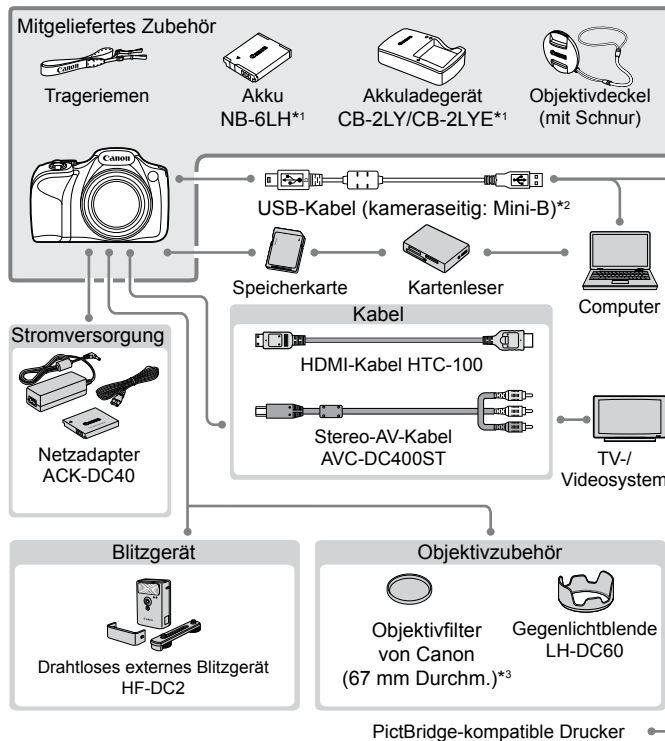 Mitgeliefertes Zubehör
Canon
Trageriemen
Akku
NB-6LH*1
Akkuladegerät
CB-2LY/CB-2LYE*1
Objektivdeckel
(mit Schnur)
Canon
USB-Kabel (kameraseitig: Mini-B)*2
Speicherkarte
Kartenleser
Computer
Stromversorgung
Netzadapter
ACK-DC40
Kabel
HDMI-Kabel HTC-100
Stereo-AV-Kabel
AVC-DC400ST
TV-/
Videosystem
Blitzgerät
Drahtloses externes Blitzgerät
HF-DC2
Objektivzubehör
Objektivfilter
von Canon
(67 mm Durchm.)*3
Gegenlichtblende
LH-DC60
PictBridge-kompatible Drucker